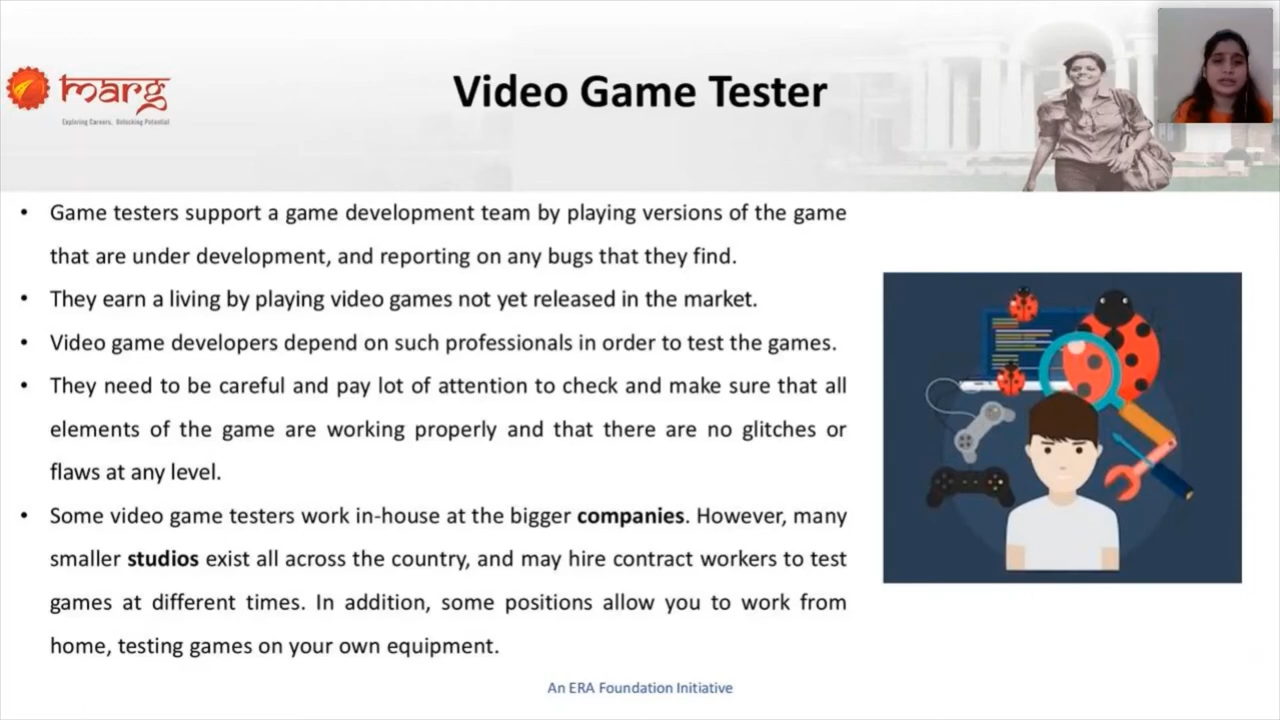 marg
Exploring Careers, Unlocking Potential
Video Game Tester
• Game testers support a game development team by playing versions of the game
that are under development, and reporting on any bugs that they find.
• They earn a living by playing video games not yet released in the market.
• Video game developers depend on such professionals in order to test the games.
• They need to be careful and pay lot of attention to check and make sure that all
elements of the game are working properly and that there are no glitches or
flaws at any level.
• Some video game testers work in-house at the bigger companies. However, many
smaller studios exist all across the country, and may hire contract workers to test
games at different times. In addition, some positions allow you to work from
home, testing games on your own equipment.
An ERA Foundation Initiative